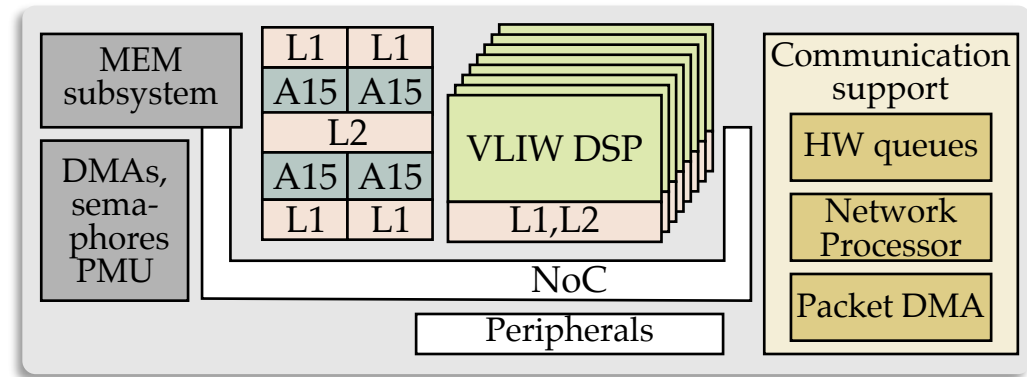 MEM
subsystem
DMAs,
sema-
phores
PMU
L1 L1
A15 A15
L2
A15 A15
L1 L1
VLIW DSP
L1,L2
NoC
Peripherals
Communication
support
HW queues
Network
Processor
Packet DMA